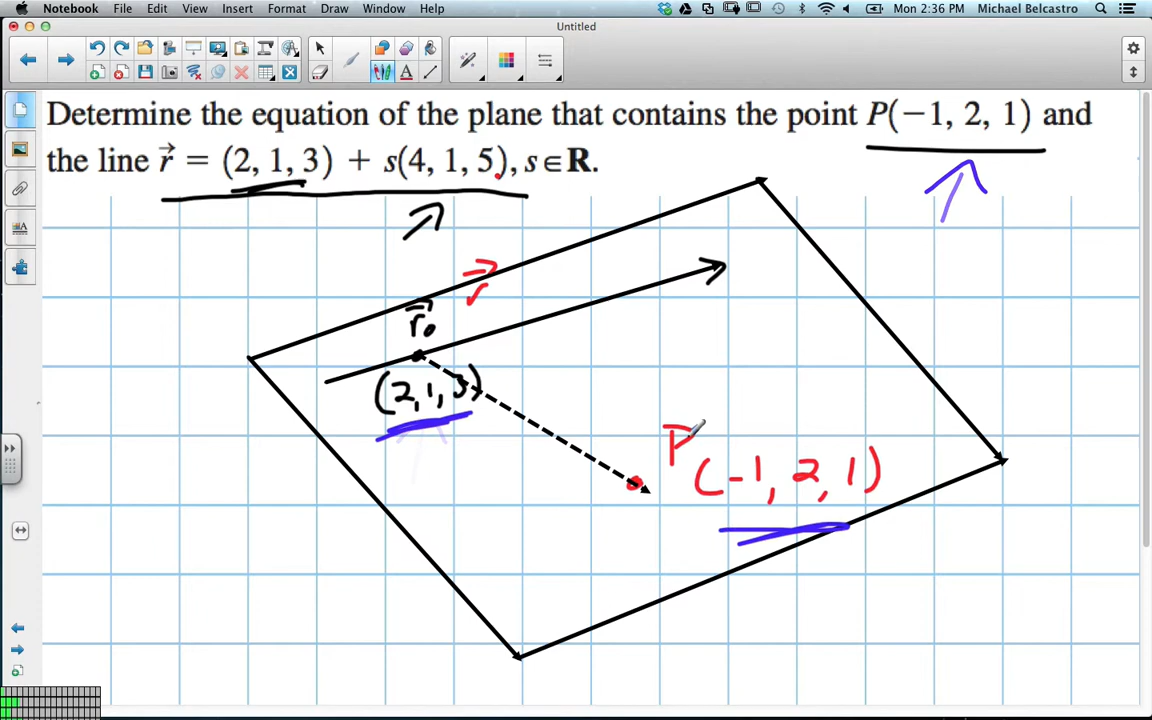 Notebook File Edit View Insert Format Draw Window Help Mon 2:36 PM Michael Belcastro
Untitled
Determine the equation of the plane that contains the point P(−1, 2, 1) and
the line r⃗ = (2, 1, 3) + s(4, 1, 5), s∈R.
r⃗
r⃗₀
(2, 1, 3)
P
(-1, 2, 1)